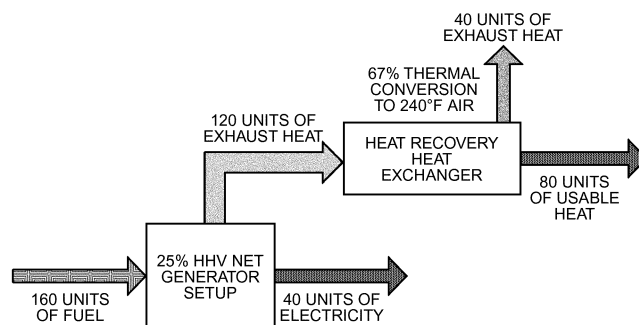 40 UNITS OF
EXHAUST HEAT
67% THERMAL
CONVERSION
TO 240°F AIR
120 UNITS OF
EXHAUST HEAT
HEAT RECOVERY
HEAT
EXCHANGER
80 UNITS
OF USABLE
HEAT
25% HHV NET
GENERATOR
SETUP
160 UNITS
OF FUEL
40 UNITS OF
ELECTRICITY